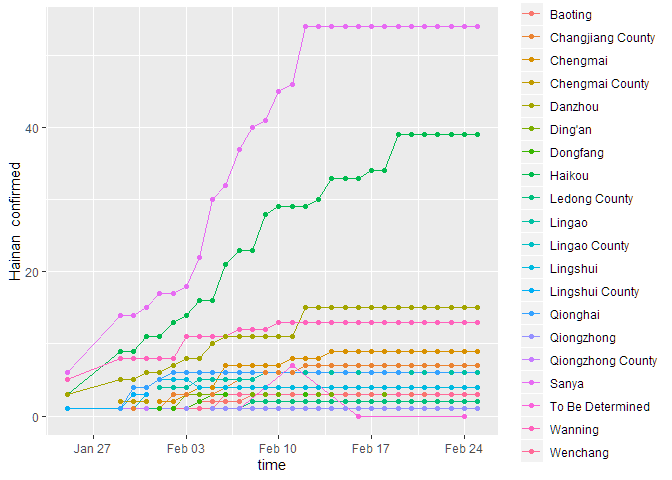 Hainan confirmed
40
20
0
Jan 27
Feb 03
Feb 10
Feb 17
Feb 24
time
Baoting
Changjiang County
Chengmai
Chengmai County
Danzhou
Ding'an
Dongfang
Haikou
Ledong County
Lingao
Lingao County
Lingshui
Lingshui County
Qionghai
Qiongzhong
Qiongzhong County
Sanya
To Be Determined
Wanning
Wenchang